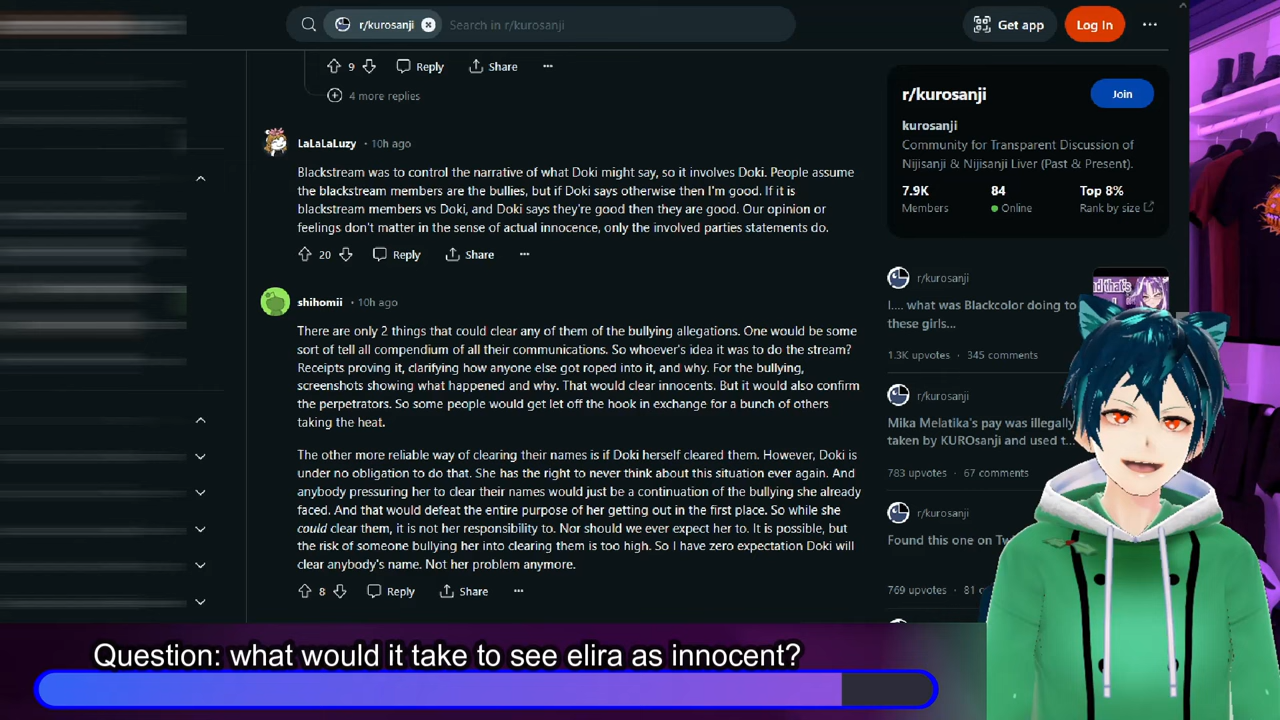 r/kurosanji
Search in r/kurosanji
Get app
Log In
9
Reply
Share
4 more replies
LaLaLaLuzy • 10h ago
Blackstream was to control the narrative of what Doki might say, so it involves Doki. People assume
the blackstream members are the bullies, but if Doki says otherwise then I'm good. If it is
blackstream members vs Doki, and Doki says they're good then they are good. Our opinion or
feelings don't matter in the sense of actual innocence, only the involved parties statements do.
20
Reply
Share
shihomii • 10h ago
There are only 2 things that could clear any of them of the bullying allegations. One would be some
sort of tell all compendium of all their communications. So whoever's idea it was to do the stream?
Receipts proving it, clarifying how anyone else got roped into it, and why. For the bullying,
screenshots showing what happened and why. That would clear innocents. But it would also confirm
the perpetrators. So some people would get let off the hook in exchange for a bunch of others
taking the heat.
The other more reliable way of clearing their names is if Doki herself cleared them. However, Doki is
under no obligation to do that. She has the right to never think about this situation ever again. And
anybody pressuring her to clear their names would just be a continuation of the bullying she already
faced. And that would defeat the entire purpose of her getting out in the first place. So while she
could clear them, it is not her responsibility to. Nor should we ever expect her to. It is possible, but
the risk of someone bullying her into clearing them is too high. So I have zero expectation Doki will
clear anybody's name. Not her problem anymore.
8
Reply
Share
r/kurosanji
Join
kurosanji
Community for Transparent Discussion of
Nijisanji & Nijisanji Liver (Past & Present).
7.9K
84
Top 8%
Members
Online
Rank by size
r/kurosanji
I.... what was Blackcolor doing to
these girls...
1.3K upvotes • 345 comments
r/kurosanji
Mika Melatika's pay was illegally
taken by KUROsanji and used t...
783 upvotes • 67 comments
r/kurosanji
Found this one on Tw
769 upvotes • 81
Question: what would it take to see elira as innocent?